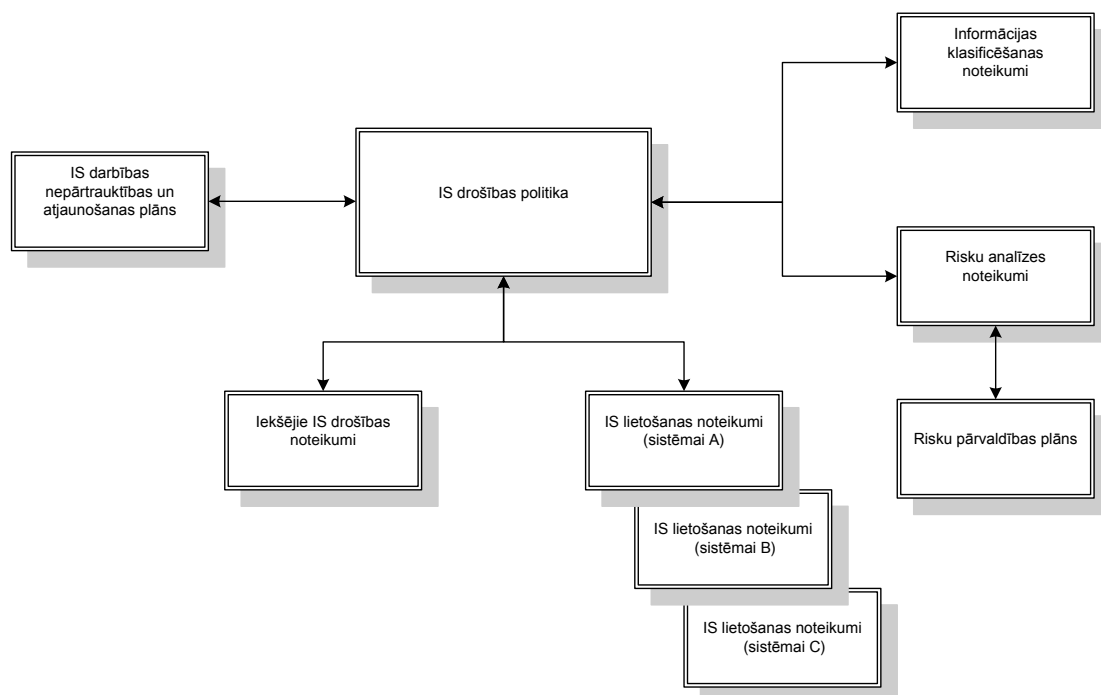 Informācijas
klasificēšanas
noteikumi
IS darbības
nepārtrauktības un
atjaunošanas plāns
IS drošības politika
Risku analīzes
noteikumi
Iekšējie IS drošības
noteikumi
IS lietošanas noteikumi
(sistēmai A)
Risku pārvaldības plāns
IS lietošanas noteikumi
(sistēmai B)
IS lietošanas noteikumi
(sistēmai C)